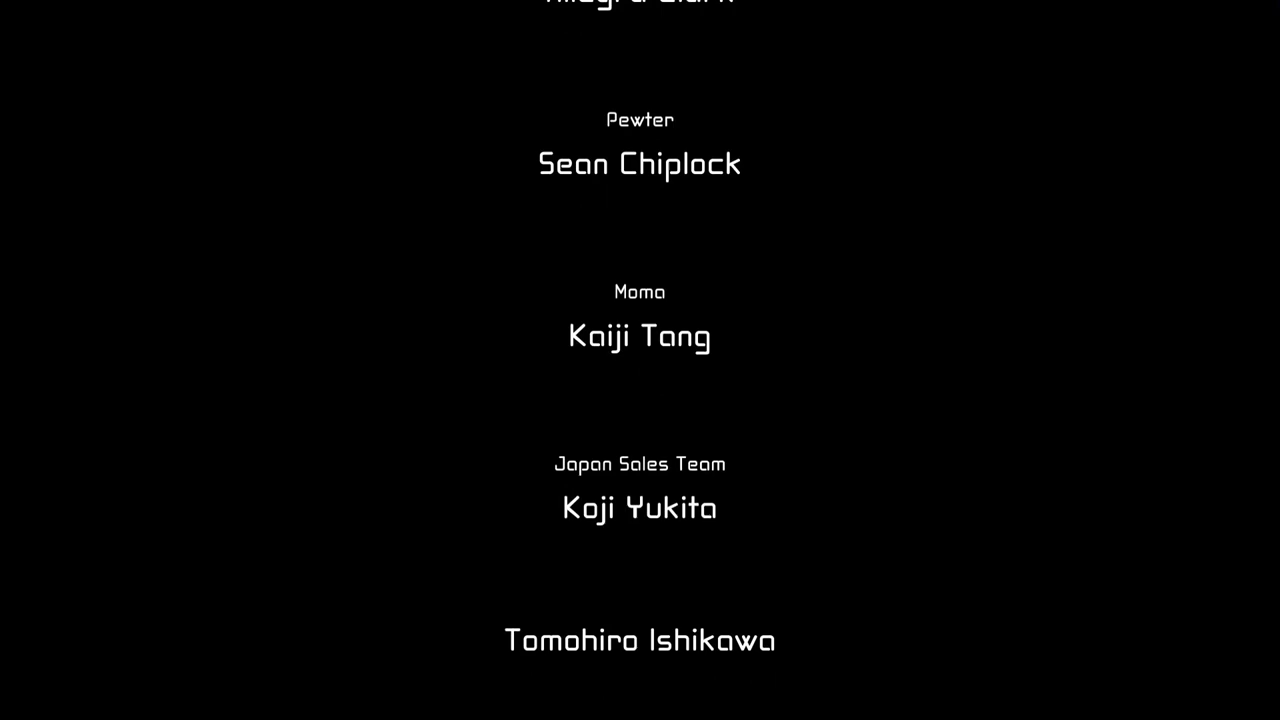 Pewter
Sean Chiplock
Moma
Kaiji Tang
Japan Sales Team
Koji Yukita
Tomohiro Ishikawa